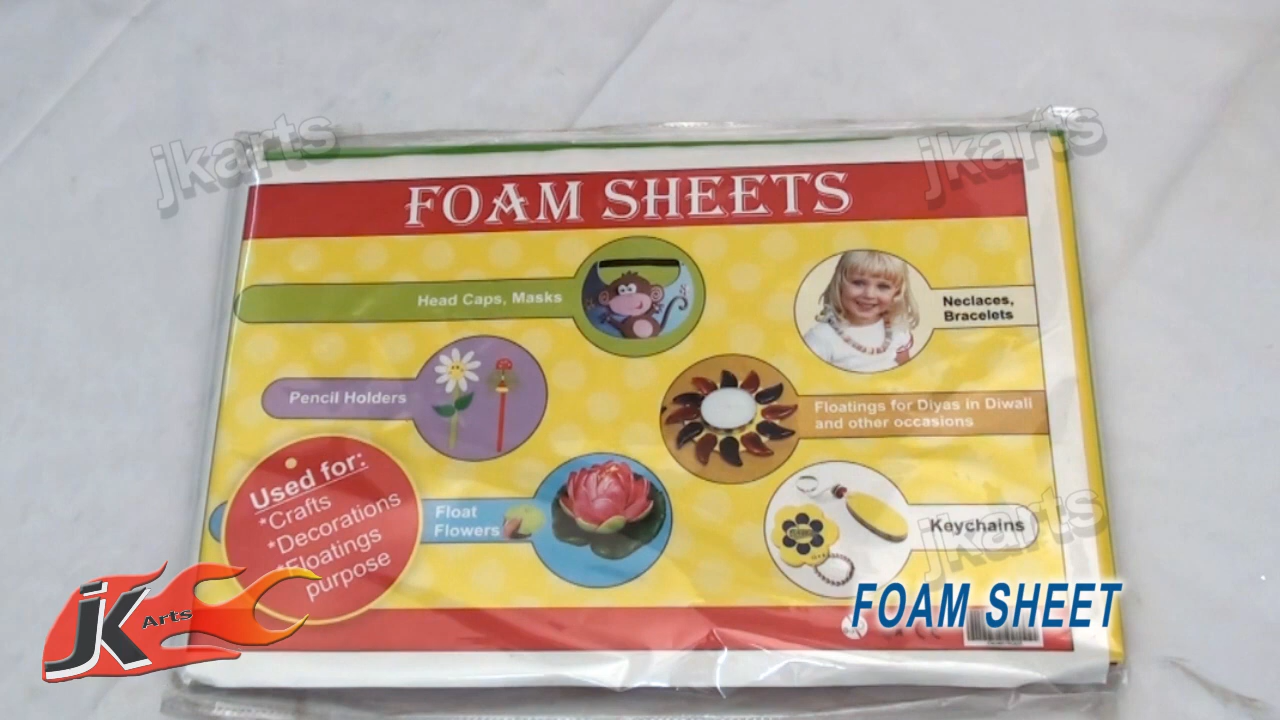 jkarts
jkarts
FOAM SHEETS
Head Caps, Masks
Neclaces,
Bracelets
Pencil Holders
Floatings for Diyas in Diwali
and other occasions
Used for:
*Crafts
*Decorations
*Floatings
purpose
Float
Flowers
Keychains
jkarts
JK Arts
FOAM SHEET